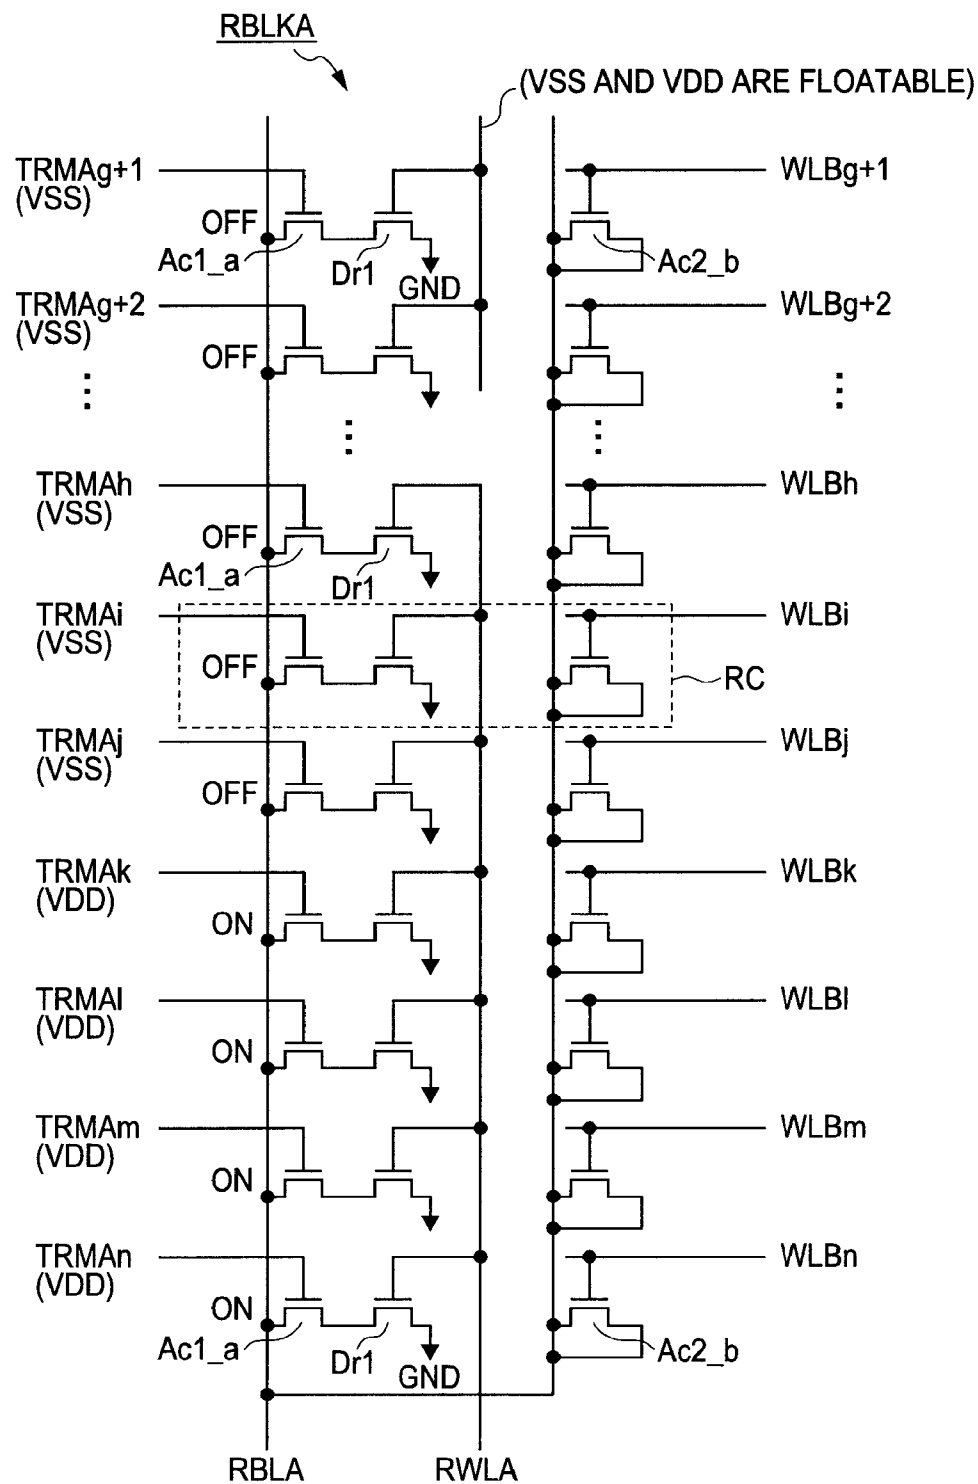 RBLKA
(VSS AND VDD ARE FLOATABLE)
TRMAg+1
(VSS)
OFF
Ac1_a
Dr1
GND
WLBg+1
Ac2_b
TRMAg+2
(VSS)
OFF
WLBg+2
TRMAh
(VSS)
OFF
Ac1_a
Dr1
WLBh
TRMAi
(VSS)
OFF
WLBi
RC
TRMAj
(VSS)
OFF
WLBj
TRMAk
(VDD)
ON
WLBk
TRMAl
(VDD)
ON
WLBl
TRMAm
(VDD)
ON
WLBm
TRMAn
(VDD)
ON
Ac1_a
Dr1
GND
WLBn
Ac2_b
RBLA
RWLA